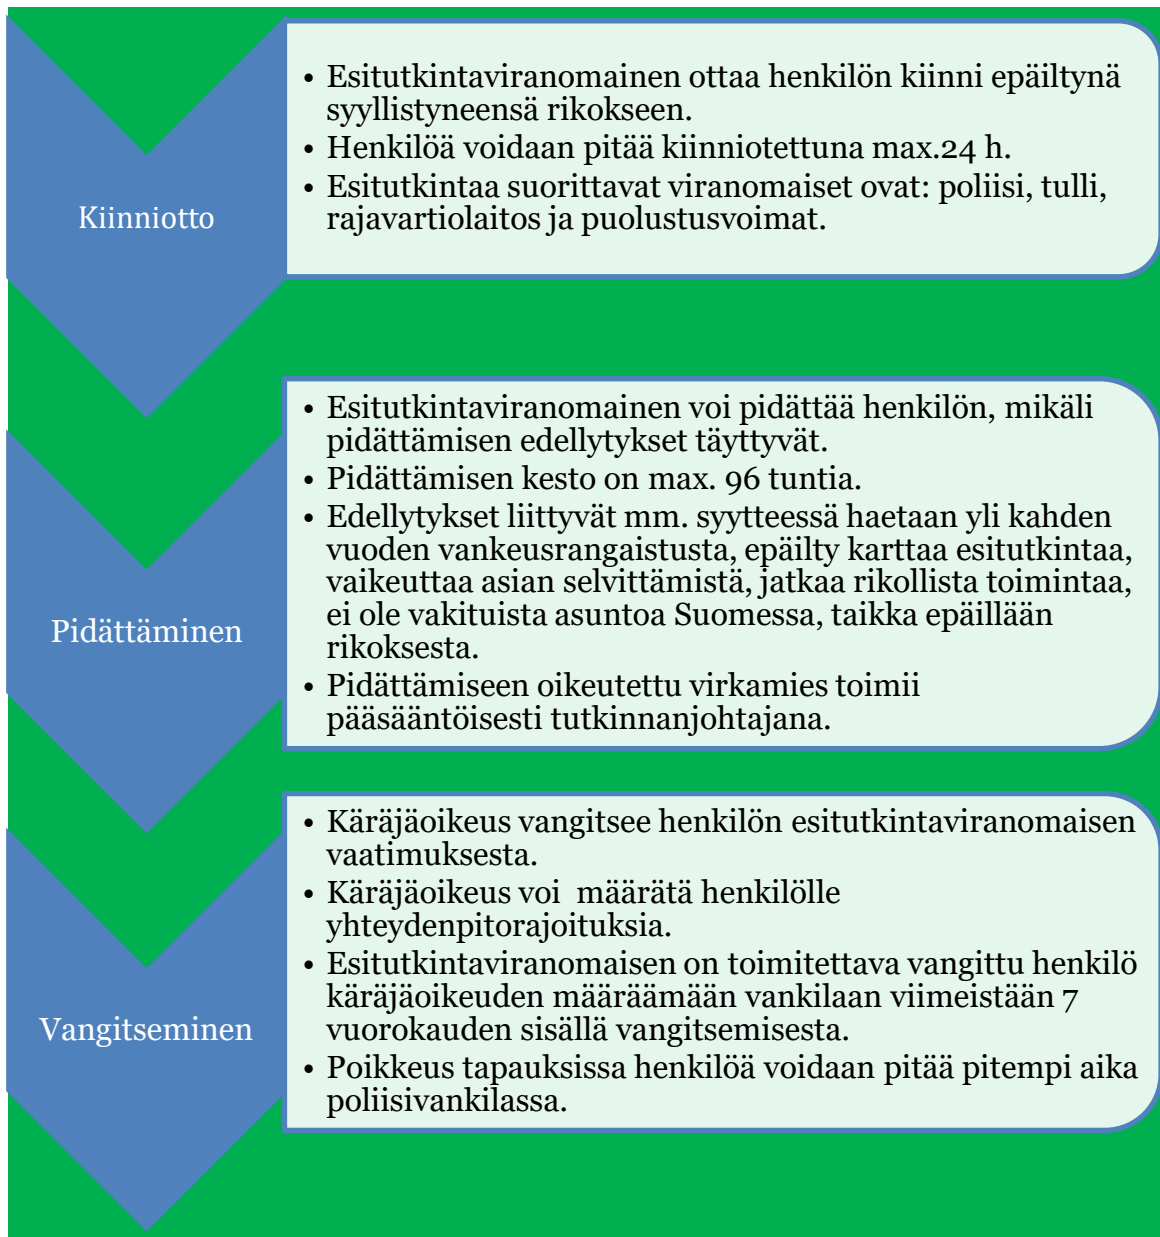 Kiinniotto
• Esitutkintaviranomainen ottaa henkilön kiinni epäiltynä
syyllistyneensä rikokseen.
• Henkilöä voidaan pitää kiinniotettuna max.24 h.
• Esitutkintaa suorittavat viranomaiset ovat: poliisi, tulli,
rajavartiolaitos ja puolustusvoimat.
Pidättäminen
• Esitutkintaviranomainen voi pidättää henkilön, mikäli
pidättämisen edellytykset täyttyvät.
• Pidättämisen kesto on max. 96 tuntia.
• Edellytykset liittyvät mm. syytteessä haetaan yli kahden
vuoden vankeusrangaistusta, epäilty karttaa esitutkintaa,
vaikeuttaa asian selvittämistä, jatkaa rikollista toimintaa,
ei ole vakituista asuntoa Suomessa, taikka epäillään
rikoksesta.
• Pidättämiseen oikeutettu virkamies toimii
pääsääntöisesti tutkinnanjohtajana.
Vangitseminen
• Käräjäoikeus vangitsee henkilön esitutkintaviranomaisen
vaatimuksesta.
• Käräjäoikeus voi  määrätä henkilölle
yhteydenpitorajoituksia.
• Esitutkintaviranomaisen on toimitettava vangittu henkilö
käräjäoikeuden määräämään vankilaan viimeistään 7
vuorokauden sisällä vangitsemisesta.
• Poikkeus tapauksissa henkilöä voidaan pitää pitempi aika
poliisivankilassa.